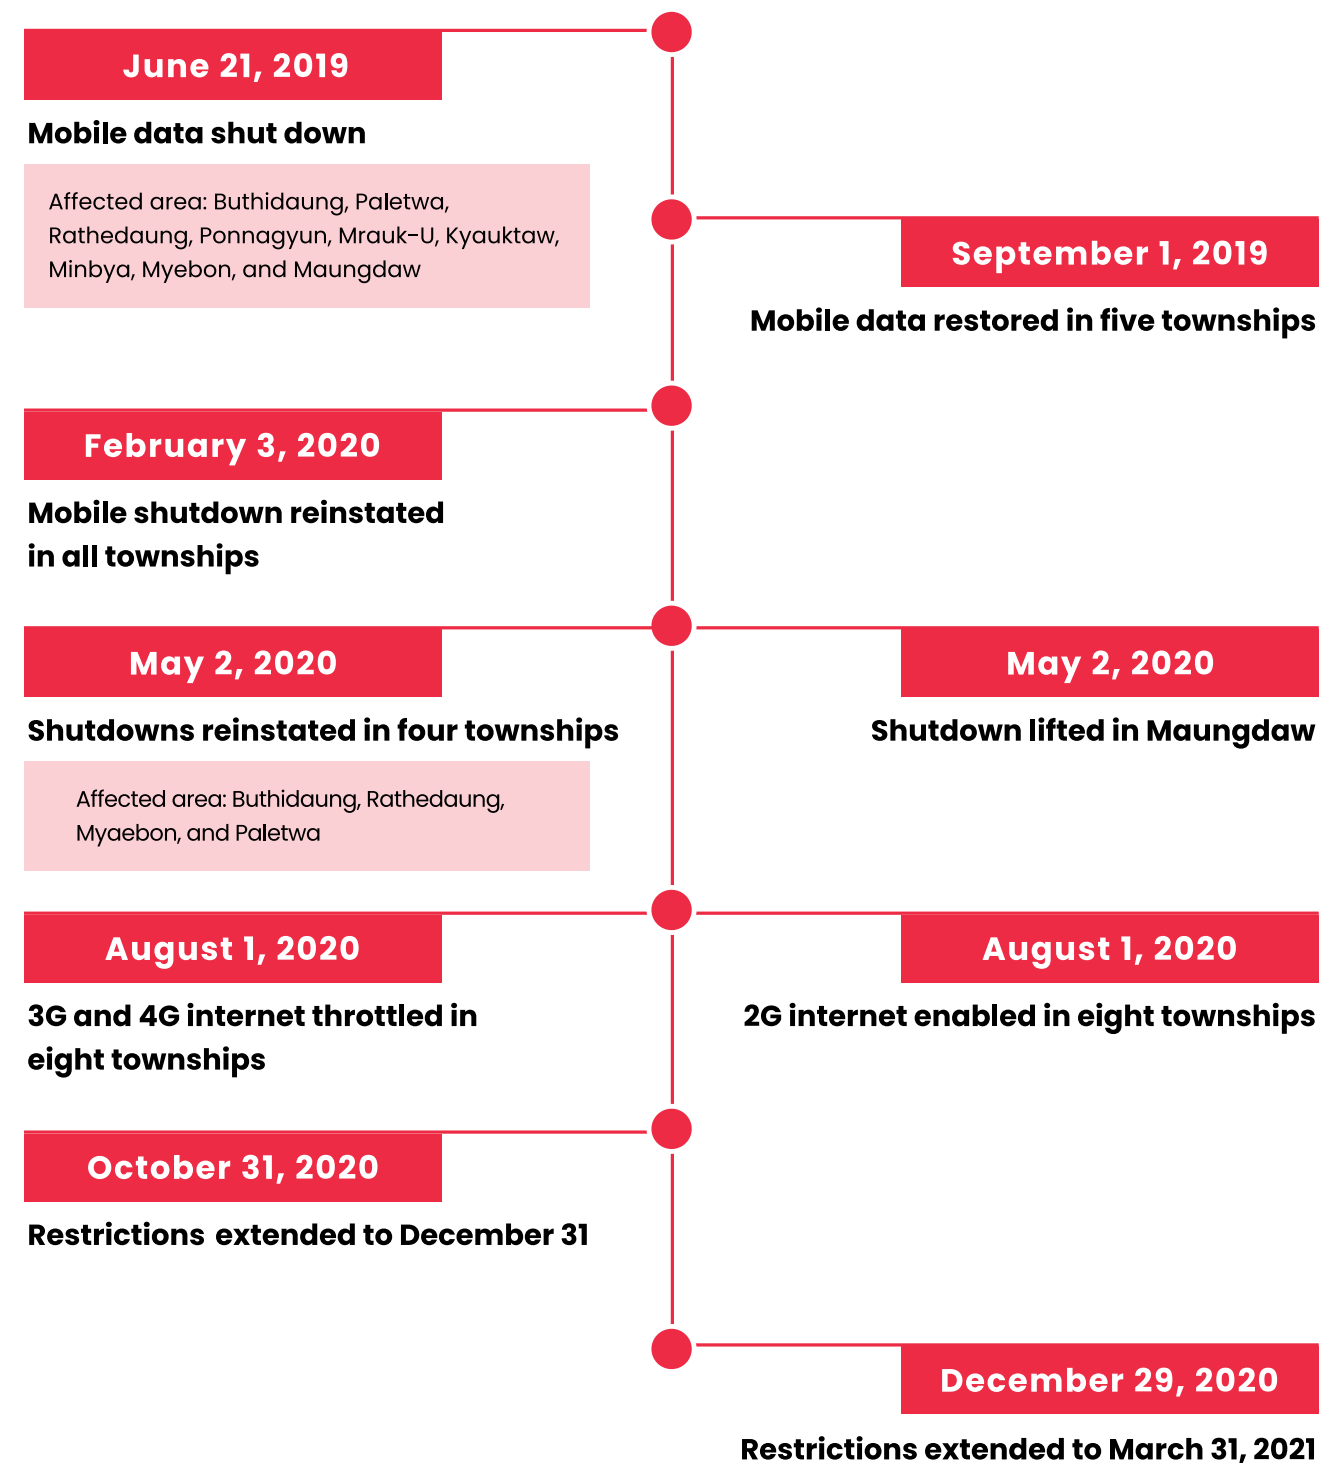 June 21, 2019
Mobile data shut down
Affected area: Buthidaung, Paletwa,
Rathedaung, Ponnagyun, Mrauk-U, Kyauktaw,
Minbya, Myebon, and Maungdaw
September 1, 2019
Mobile data restored in five townships
February 3, 2020
Mobile shutdown reinstated
in all townships
May 2, 2020
Shutdowns reinstated in four townships
Affected area: Buthidaung, Rathedaung,
Myaebon, and Paletwa
May 2, 2020
Shutdown lifted in Maungdaw
August 1, 2020
3G and 4G internet throttled in
eight townships
August 1, 2020
2G internet enabled in eight townships
October 31, 2020
Restrictions extended to December 31
December 29, 2020
Restrictions extended to March 31, 2021